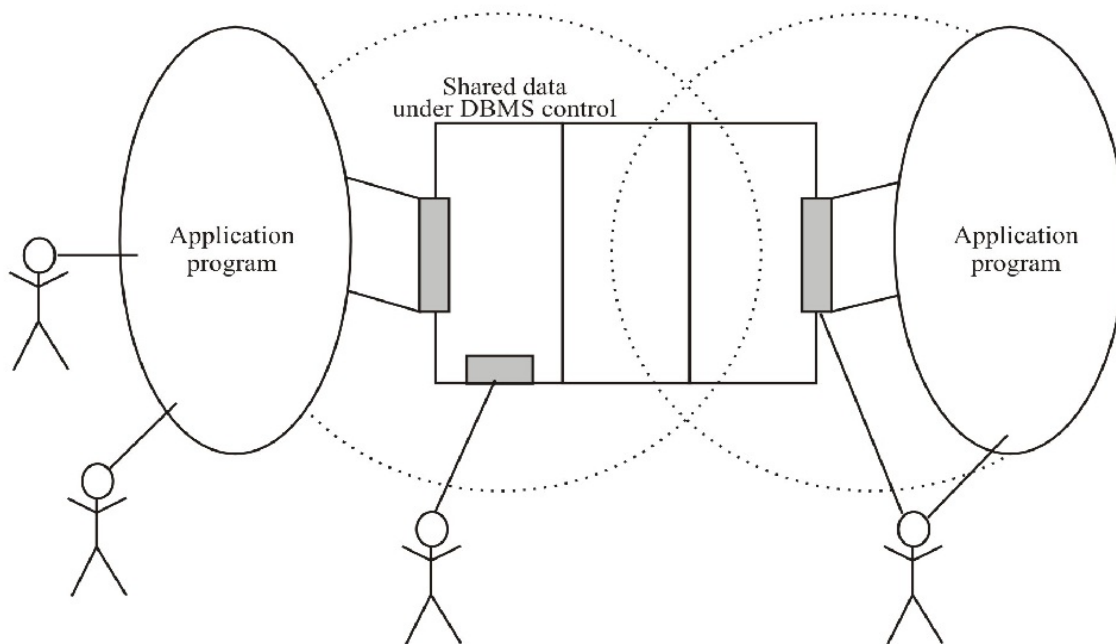 Shared data
under DBMS control
Application
program
Application
program